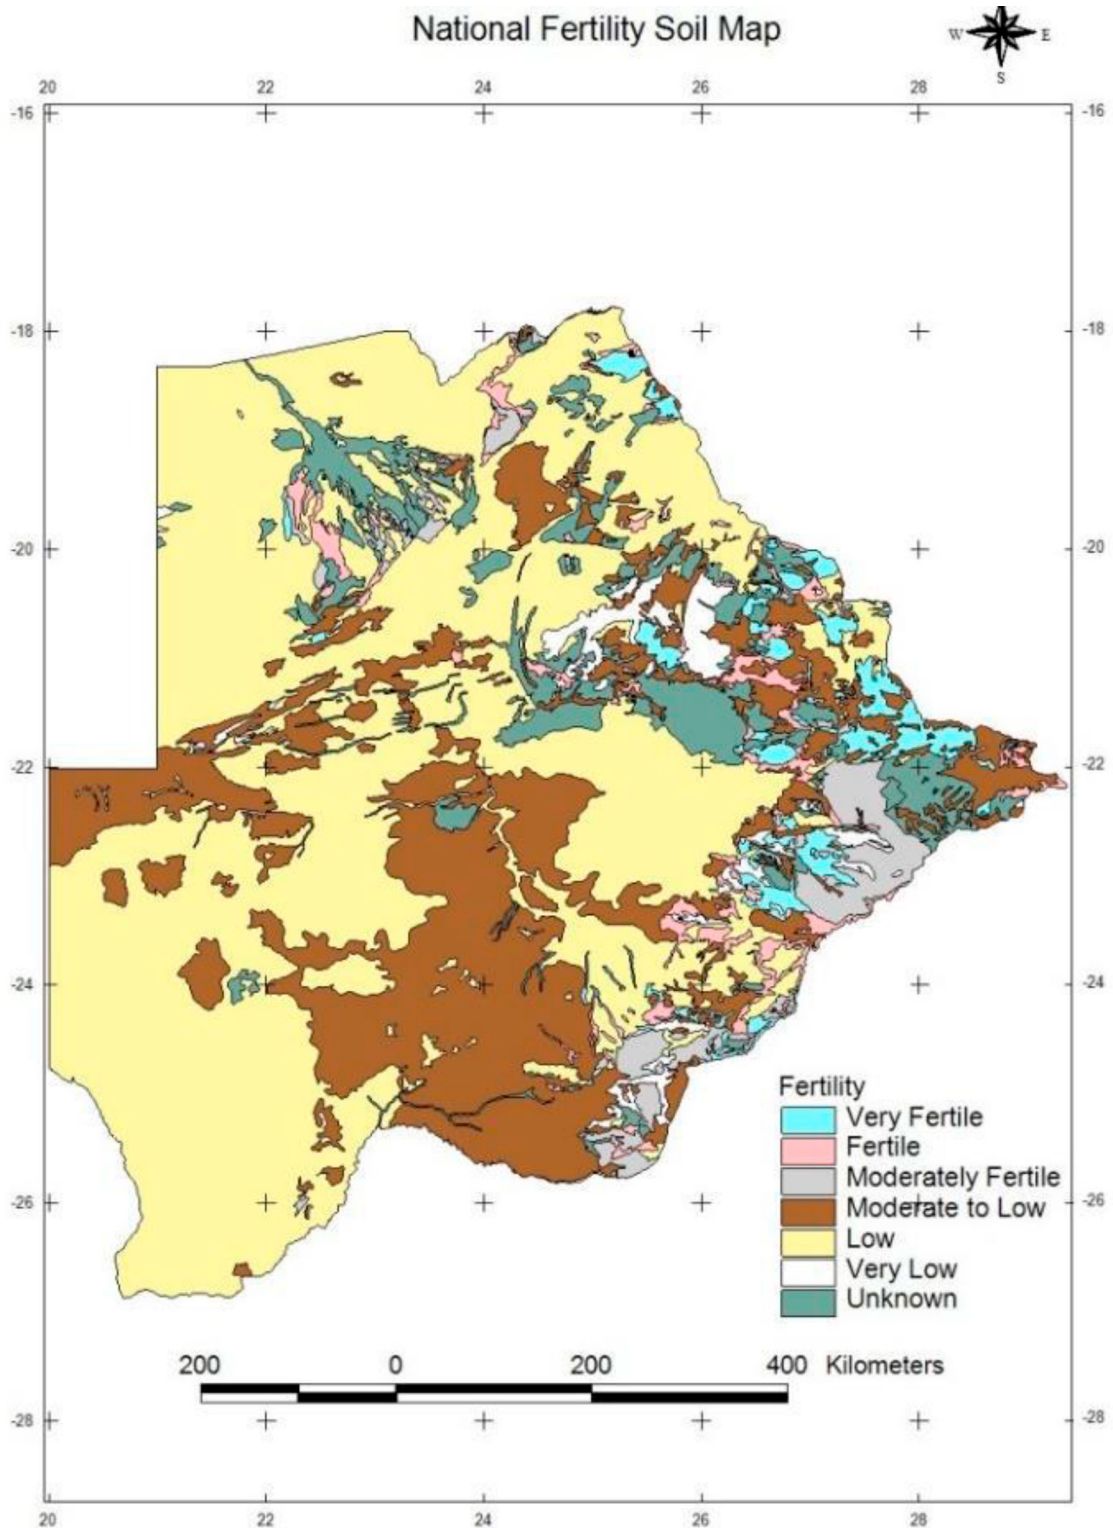 National Fertility Soil Map
W E
S
20 22 24 26 28
-16 -16
-18 -18
-20 -20
-22 -22
-24 -24
Fertility
Very Fertile
Fertile
Moderately Fertile
-26 -26
Moderate to Low
Low
Very Low
Unknown
200 0 200 400 Kilometers
-28 -28
20 22 24 26 28